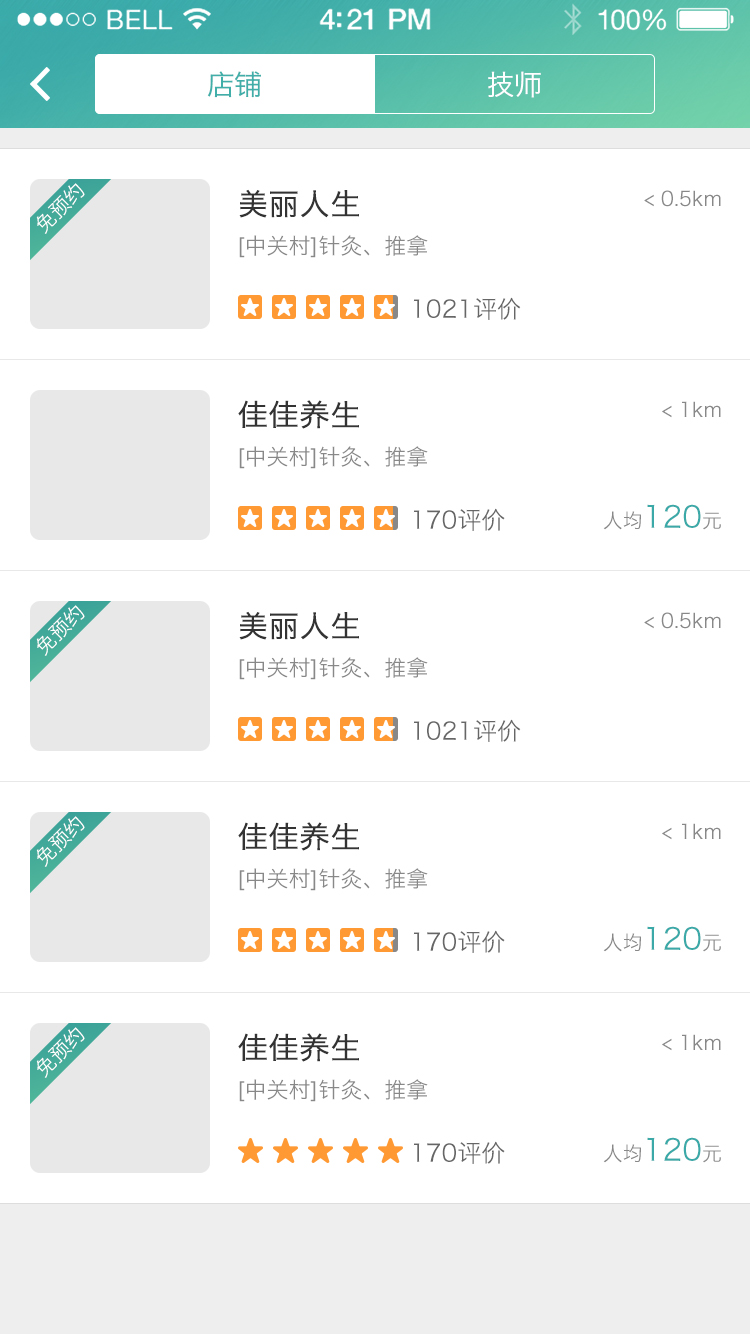 BELL 4:21 PM 100%
店铺 技师
免预约
美丽人生 < 0.5km
[中关村]针灸、推拿
1021评价
佳佳养生 < 1km
[中关村]针灸、推拿
170评价 人均120元
免预约
美丽人生 < 0.5km
[中关村]针灸、推拿
1021评价
免预约
佳佳养生 < 1km
[中关村]针灸、推拿
170评价 人均120元
免预约
佳佳养生 < 1km
[中关村]针灸、推拿
170评价 人均120元